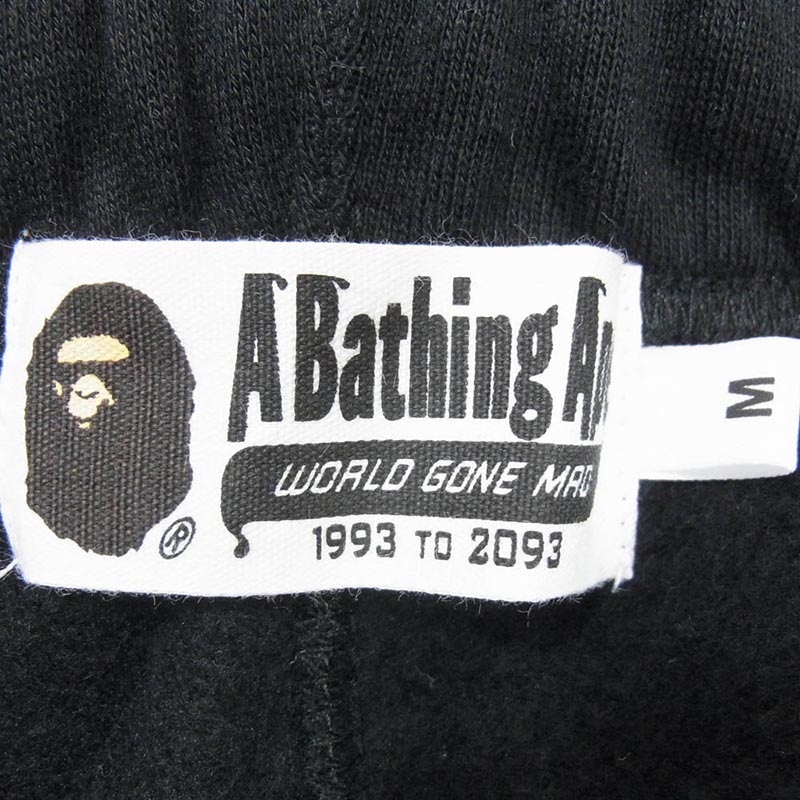 A Bathing Ap
WORLD GONE MAD
1993 TO 2093
®
M